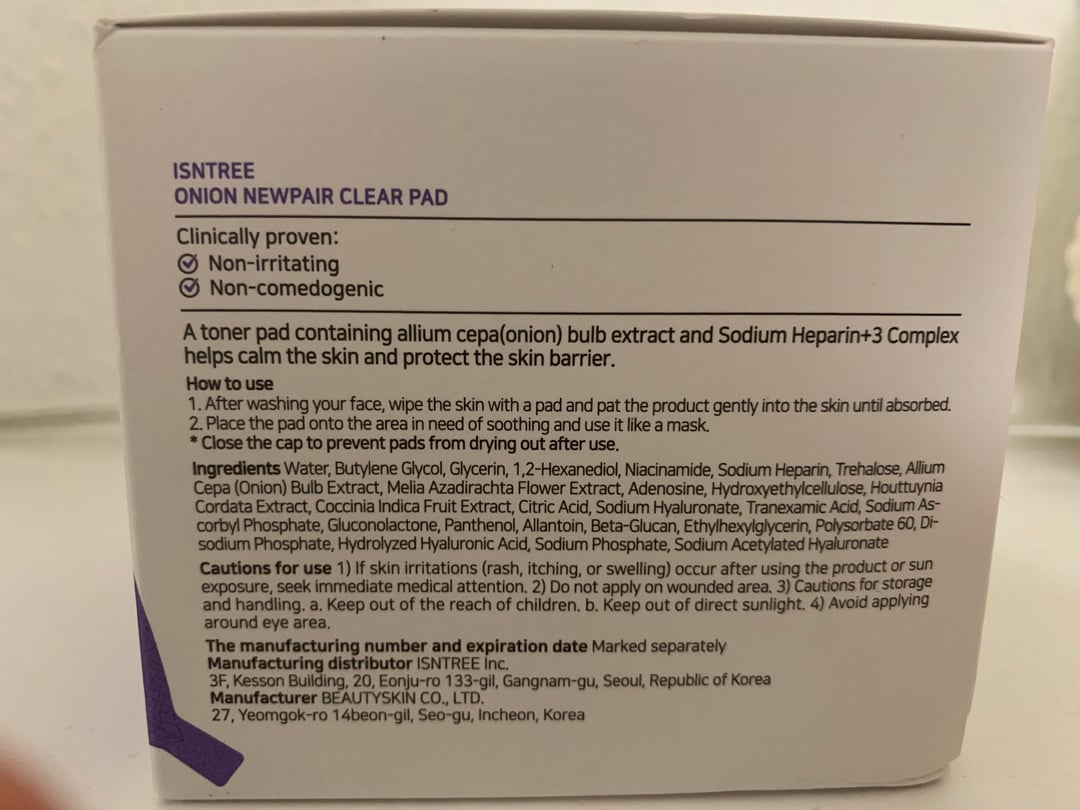 ISNTREE
ONION NEWPAIR CLEAR PAD
Clinically proven:
Non-irritating
Non-comedogenic
A toner pad containing allium cepa(onion) bulb extract and Sodium Heparin+3 Complex
helps calm the skin and protect the skin barrier.
How to use
1. After washing your face, wipe the skin with a pad and pat the product gently into the skin until absorbed.
2. Place the pad onto the area in need of soothing and use it like a mask.
* Close the cap to prevent pads from drying out after use.
Ingredients Water, Butylene Glycol, Glycerin, 1,2-Hexanediol, Niacinamide, Sodium Heparin, Trehalose, Allium
Cepa (Onion) Bulb Extract, Melia Azadirachta Flower Extract, Adenosine, Hydroxyethylcellulose, Houttuynia
Cordata Extract, Coccinia Indica Fruit Extract, Citric Acid, Sodium Hyaluronate, Tranexamic Acid, Sodium As-
corbyl Phosphate, Gluconolactone, Panthenol, Allantoin, Beta-Glucan, Ethylhexylglycerin, Polysorbate 60, Di-
sodium Phosphate, Hydrolyzed Hyaluronic Acid, Sodium Phosphate, Sodium Acetylated Hyaluronate
Cautions for use 1) If skin irritations (rash, itching, or swelling) occur after using the product or sun
exposure, seek immediate medical attention. 2) Do not apply on wounded area. 3) Cautions for storage
and handling. a. Keep out of the reach of children. b. Keep out of direct sunlight. 4) Avoid applying
around eye area.
The manufacturing number and expiration date Marked separately
Manufacturing distributor ISNTREE Inc.
3F, Kesson Building, 20, Eonju-ro 133-gil, Gangnam-gu, Seoul, Republic of Korea
Manufacturer BEAUTYSKIN CO., LTD.
27, Yeomgok-ro 14beon-gil, Seo-gu, Incheon, Korea